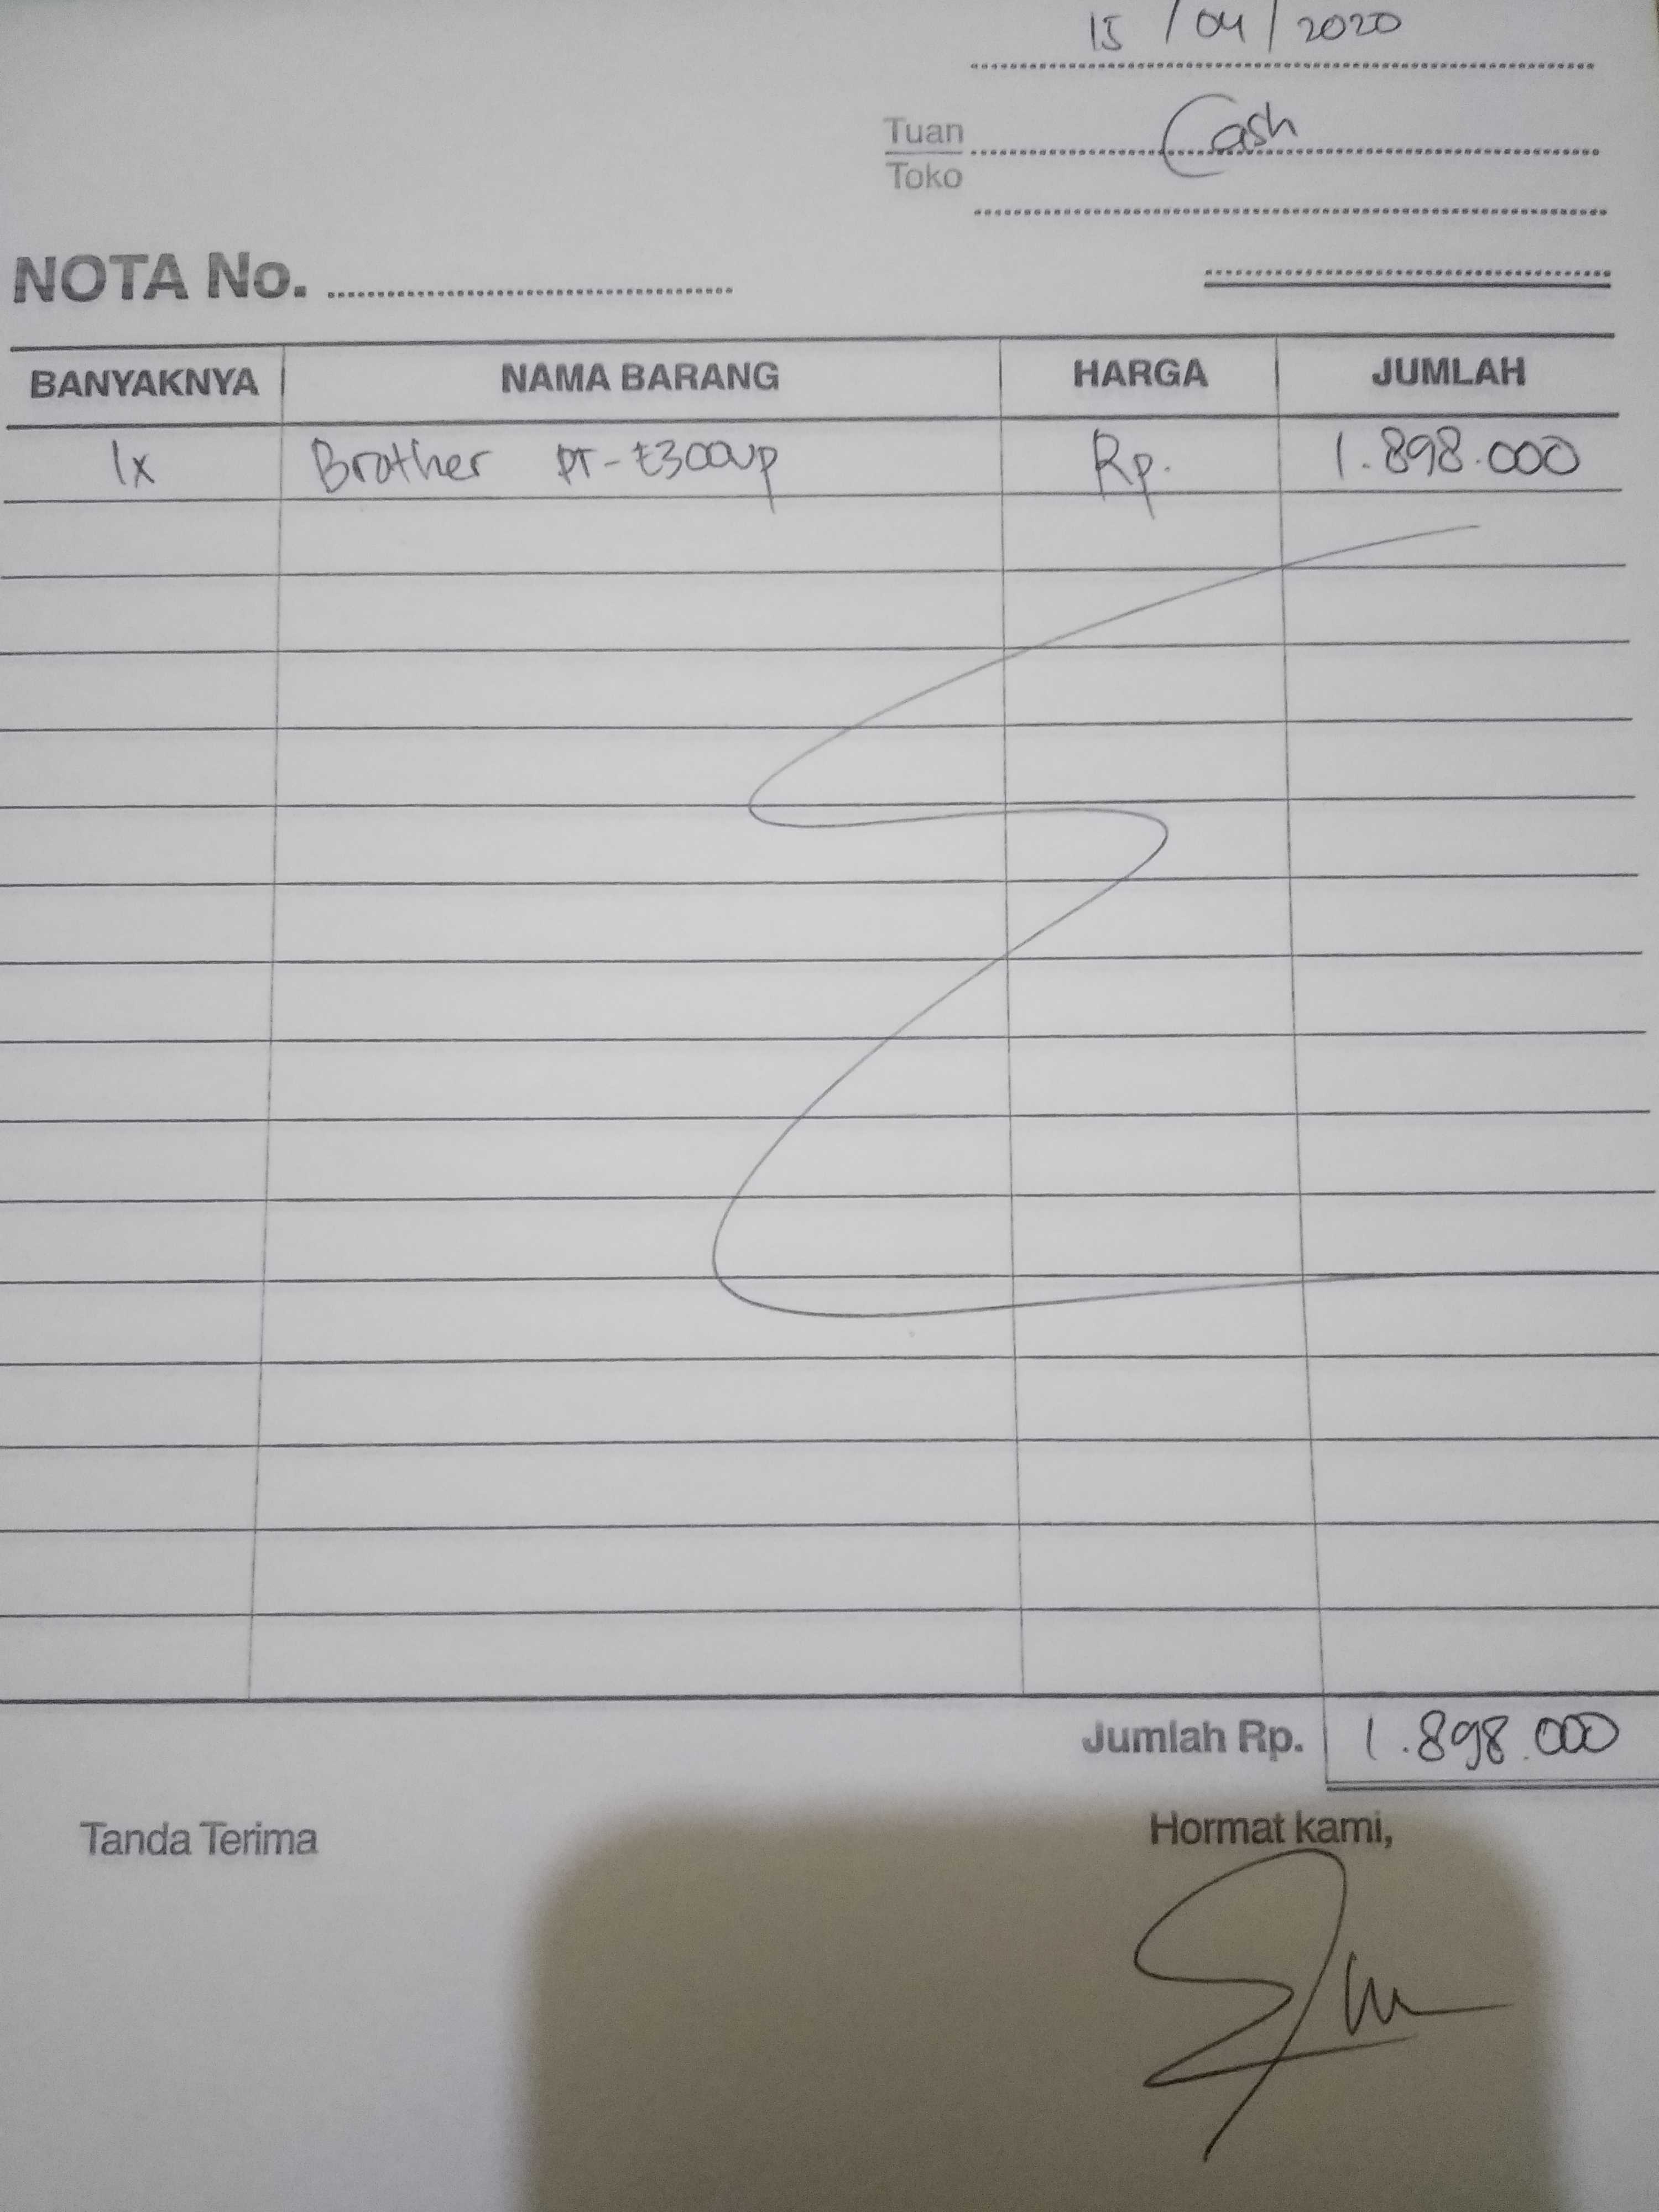 15 / 04 / 2020
Tuan Cash
Toko
NOTA No.
BANYAKNYA NAMA BARANG HARGA JUMLAH
1x Brother PT-E300VP Rp. 1.898.000
Jumlah Rp. 1.898.000
Tanda Terima Hormat kami,